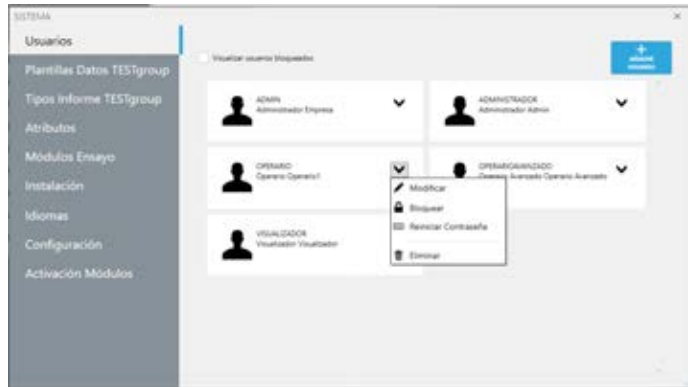 SISTEMA
Usuarios
Plantillas Datos TESTgroup
Tipos Informe TESTgroup
Atributos
Módulos Ensayo
Instalación
Idiomas
Configuración
Activación Módulos
Visualizar usuarios bloqueados
+
AÑADIR
USUARIO
ADMIN
Administrador Empresa
ADMINISTRADOR
Administrador Admin
OPERARIO
Operario Operario1
OPERARIOAVANZADO
Operario Avanzado Operario Avanzado
VISUALIZADOR
Visualizador Visualizador
Modificar
Bloquear
Reiniciar Contraseña
Eliminar